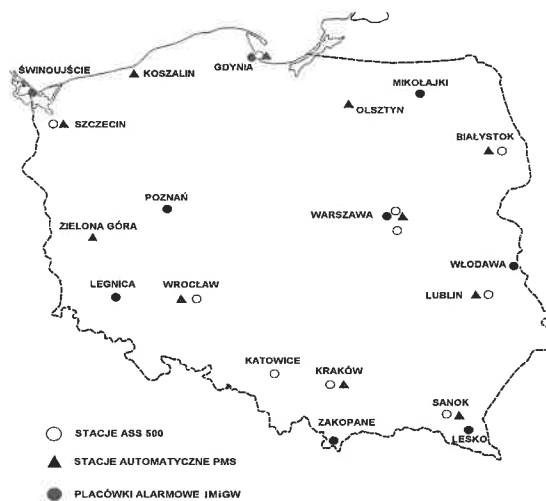 ŚWINOUJŚCIE
KOSZALIN
GDYNIA
MIKOŁAJKI
OLSZTYN
SZCZECIN
BIAŁYSTOK
POZNAŃ
WARSZAWA
ZIELONA GÓRA
WŁODAWA
LEGNICA
WROCŁAW
LUBLIN
KATOWICE
KRAKÓW
SANOK
ZAKOPANE
LESKO
STACJE ASS 500
STACJE AUTOMATYCZNE PMS
PLACÓWKI ALARMOWE IMiGW